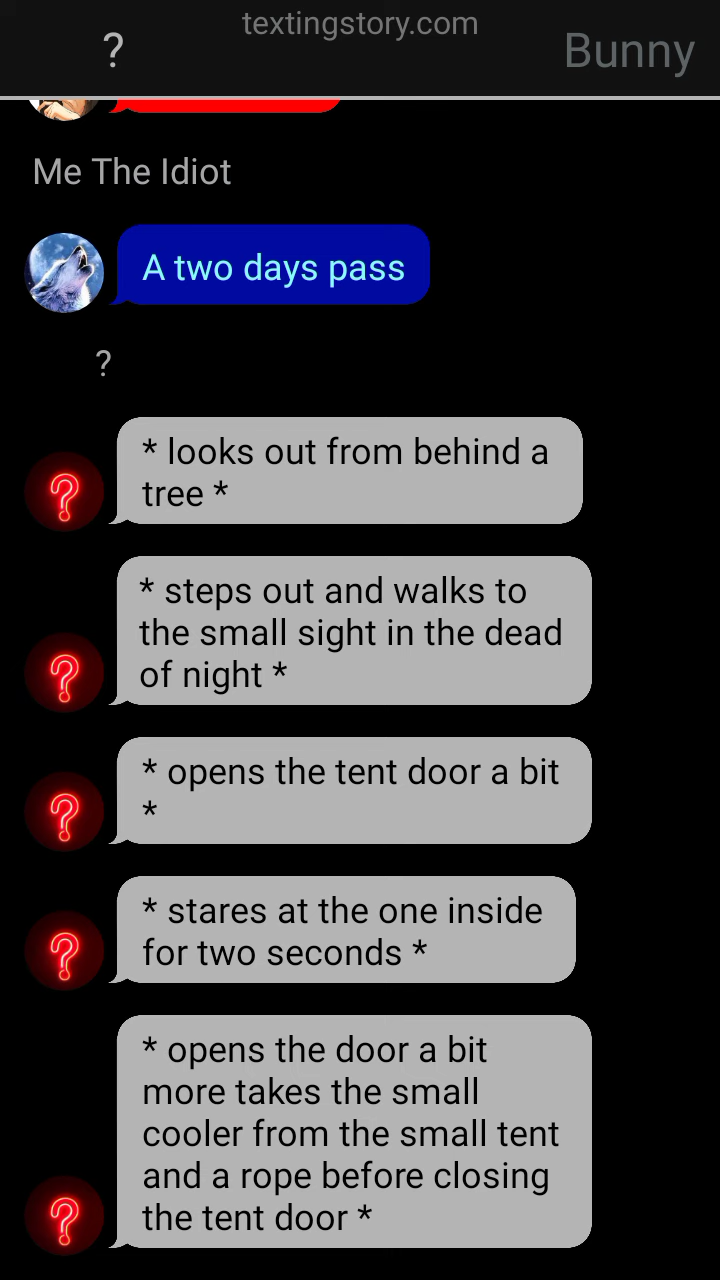 textingstory.com
? Bunny
Me The Idiot
A two days pass
?
* looks out from behind a
tree *
?
* steps out and walks to
the small sight in the dead
of night *
?
* opens the tent door a bit
*
?
* stares at the one inside
for two seconds *
?
* opens the door a bit
more takes the small
cooler from the small tent
and a rope before closing
the tent door *
?